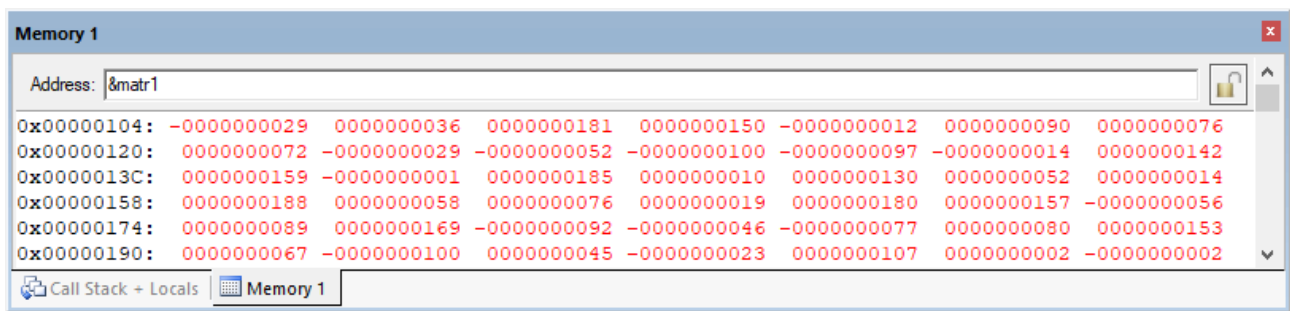 Memory 1
x
Address: &matr1
0x00000104: -0000000029 0000000036 0000000181 0000000150 -0000000012 0000000090 0000000076
0x00000120: 0000000072 -0000000029 -0000000052 -0000000100 -0000000097 -0000000014 0000000142
0x0000013C: 0000000159 -0000000001 0000000185 0000000010 0000000130 0000000052 0000000014
0x00000158: 0000000188 0000000058 0000000076 0000000019 0000000180 0000000157 -0000000056
0x00000174: 0000000089 0000000169 -0000000092 -0000000046 -0000000077 0000000080 0000000153
0x00000190: 0000000067 -0000000100 0000000045 -0000000023 0000000107 0000000002 -0000000002
Call Stack + Locals Memory 1